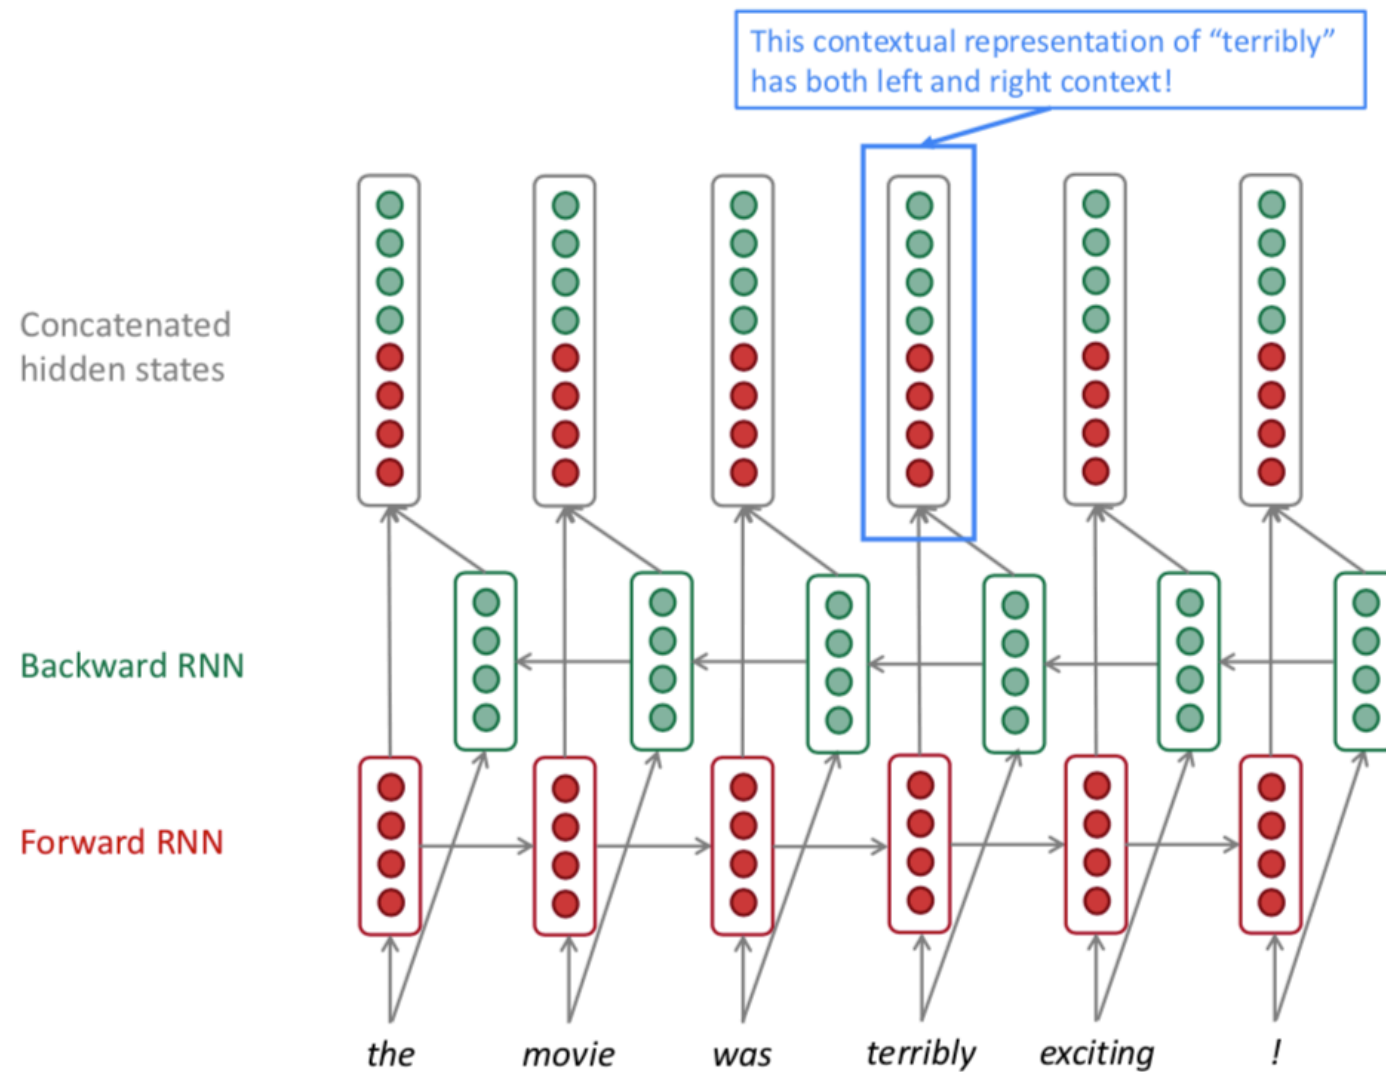 This contextual representation of “terribly”
has both left and right context!
Concatenated
hidden states
Backward RNN
Forward RNN
the movie was terribly exciting !